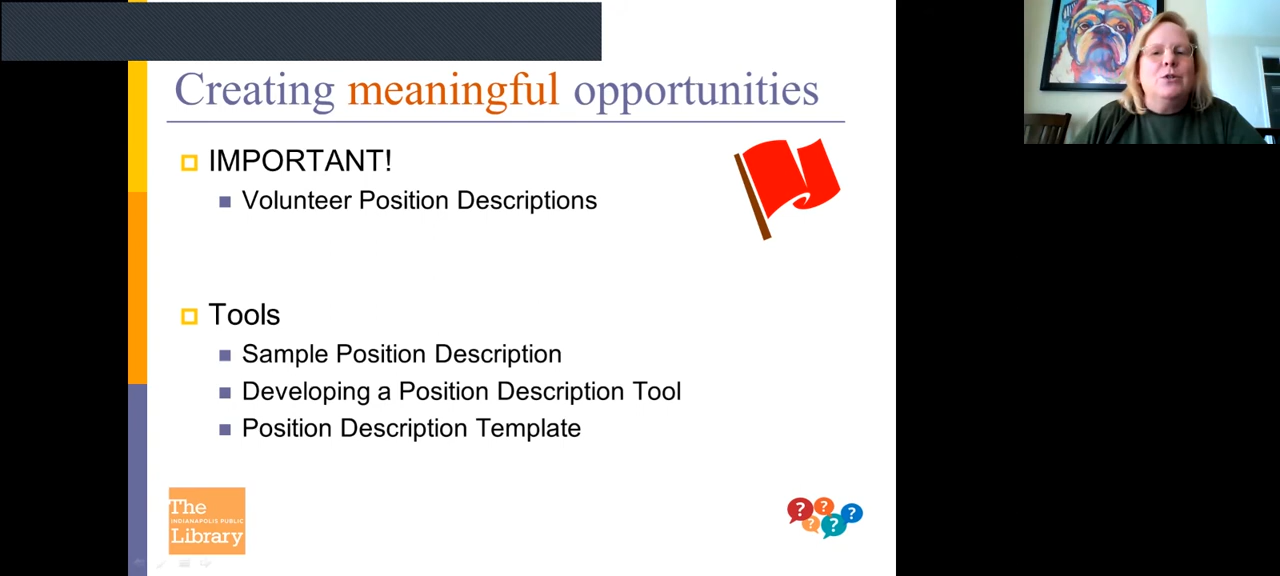 Creating meaningful opportunities
IMPORTANT!
Volunteer Position Descriptions
Tools
Sample Position Description
Developing a Position Description Tool
Position Description Template
The
INDIANAPOLIS PUBLIC
Library
? ? ? ? ?